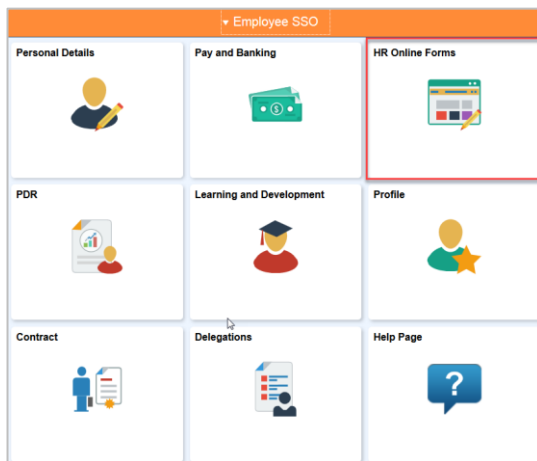 ▾ Employee SSO
Personal Details
Pay and Banking
HR Online Forms
PDR
Learning and Development
Profile
Contract
Delegations
Help Page
$
?